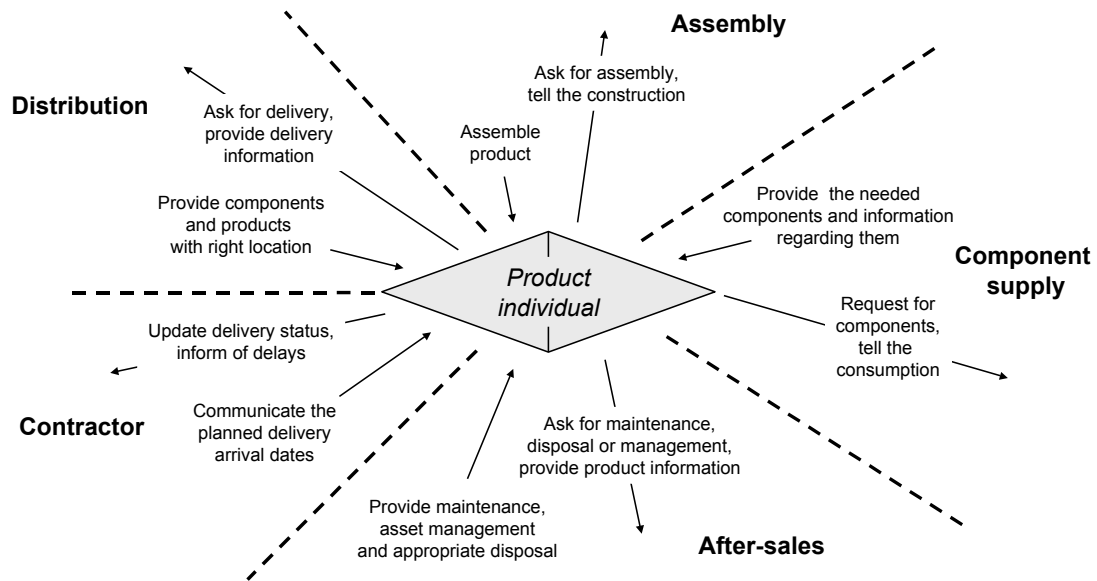 Assembly
Ask for assembly,
tell the construction
Assemble
product
Distribution
Ask for delivery,
provide delivery
information
Provide components
and products
with right location
Provide the needed
components and information
regarding them
Component
supply
Request for
components,
tell the
consumption
Product
individual
Update delivery status,
inform of delays
Contractor
Communicate the
planned delivery
arrival dates
Ask for maintenance,
disposal or management,
provide product information
Provide maintenance,
asset management
and appropriate disposal
After-sales